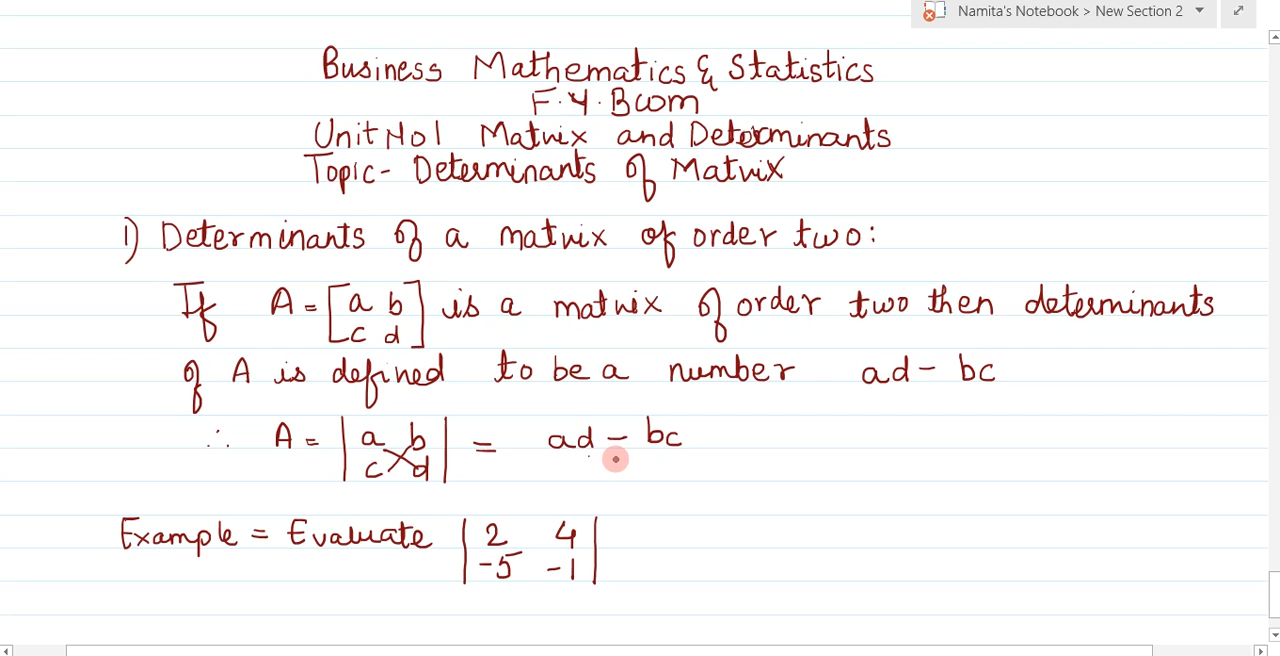 Namita's Notebook > New Section 2
Business Mathematics & Statistics
F.Y.Bcom
Unit No 1 Matrix and Determinants
Topic - Determinants of Matrix
1) Determinants of a matrix of order two:
If A = [a b] is a matrix of order two then determinants
c d
of A is defined to be a number ad - bc
∴ A = |a b| = ad - bc
c d
Example = Evaluate |2 4|
-5 -1